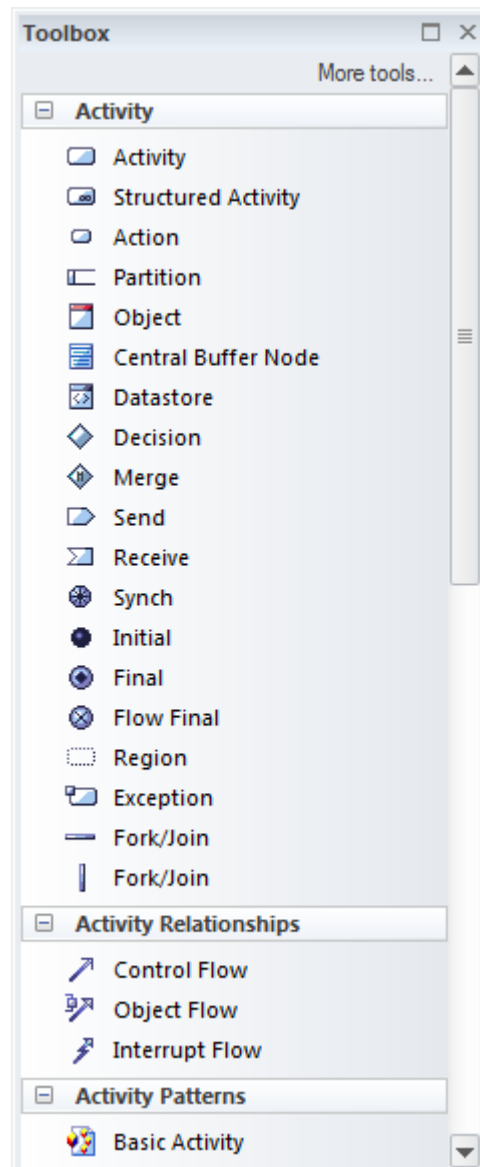 Toolbox
More tools...
Activity
Activity
Structured Activity
Action
Partition
Object
Central Buffer Node
Datastore
Decision
Merge
Send
Receive
Synch
Initial
Final
Flow Final
Region
Exception
Fork/Join
Fork/Join
Activity Relationships
Control Flow
Object Flow
Interrupt Flow
Activity Patterns
Basic Activity